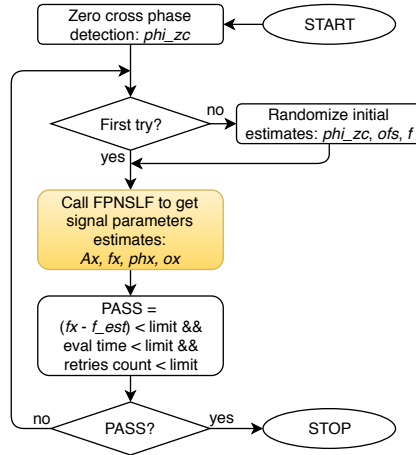 Zero cross phase
detection: phi_zc
START
First try?
no
Randomize initial
estimates: phi_zc, ofs, f
yes
Call FPNSLF to get
signal parameters
estimates:
Ax, fx, phx, ox
PASS =
(fx - f_est) < limit &&
eval time < limit &&
retries count < limit
no
PASS?
yes
STOP